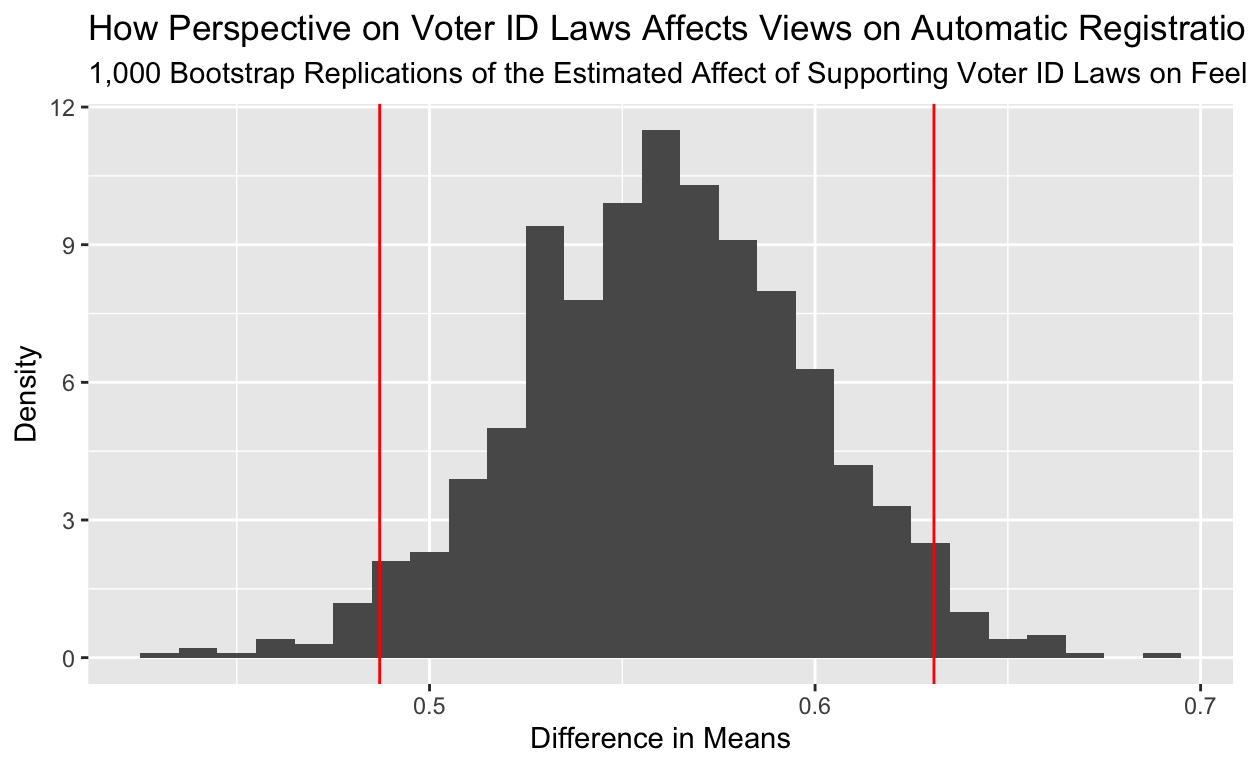 How Perspective on Voter ID Laws Affects Views on Automatic Registratio
1,000 Bootstrap Replications of the Estimated Affect of Supporting Voter ID Laws on Feel
12
9
6
3
0
Density
0.5
0.6
0.7
Difference in Means